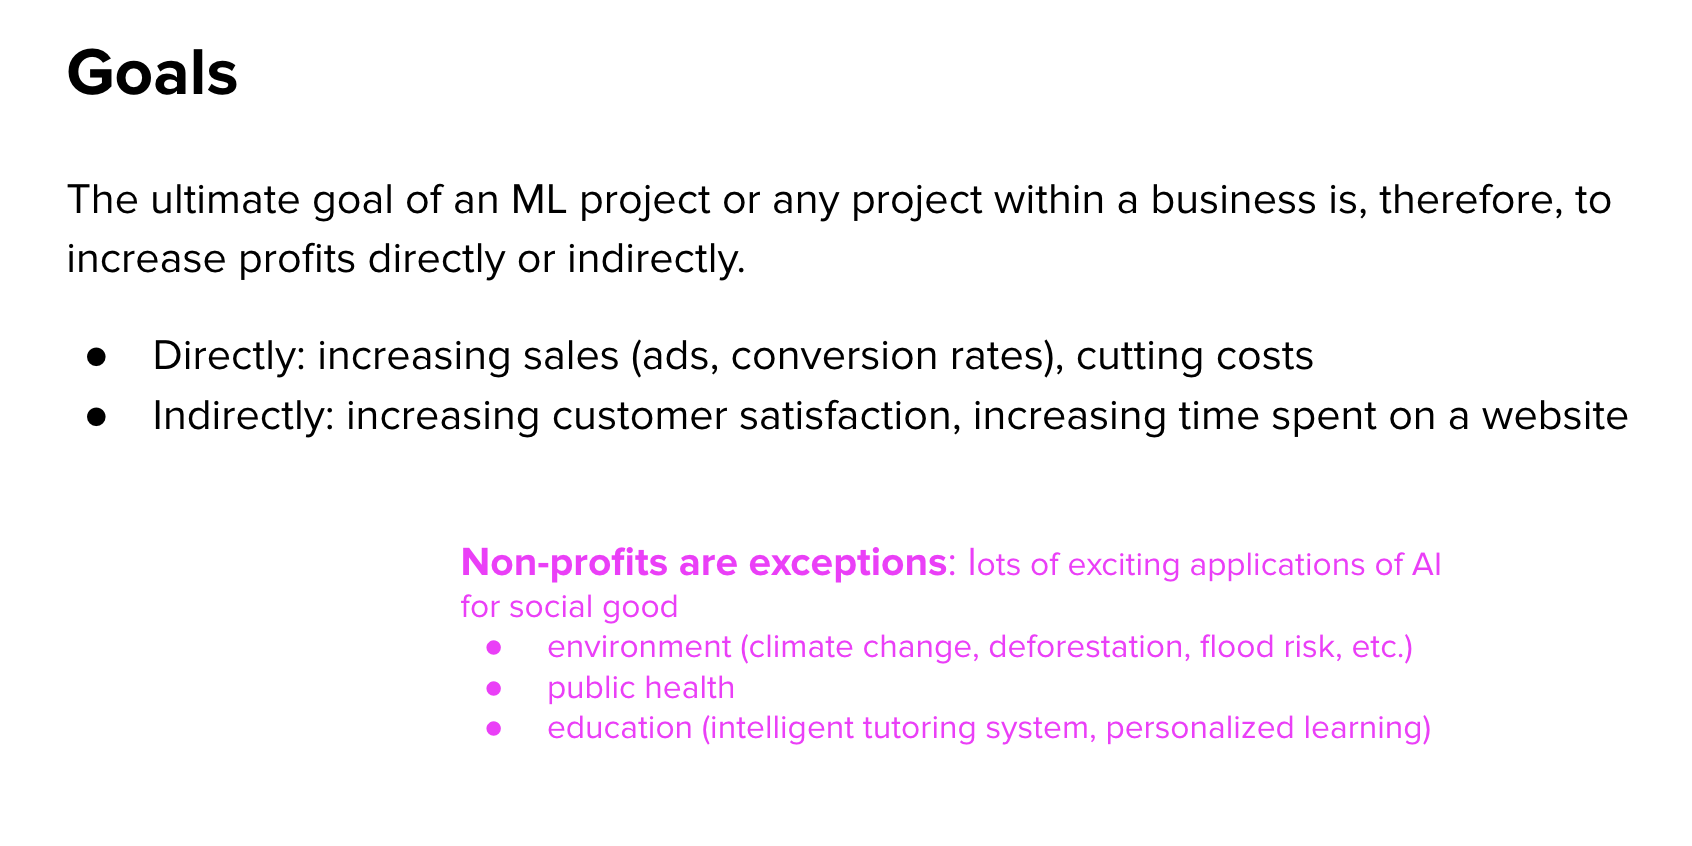 Goals
The ultimate goal of an ML project or any project within a business is, therefore, to
increase profits directly or indirectly.
● Directly: increasing sales (ads, conversion rates), cutting costs
● Indirectly: increasing customer satisfaction, increasing time spent on a website
Non-profits are exceptions: lots of exciting applications of AI
for social good
● environment (climate change, deforestation, flood risk, etc.)
● public health
● education (intelligent tutoring system, personalized learning)